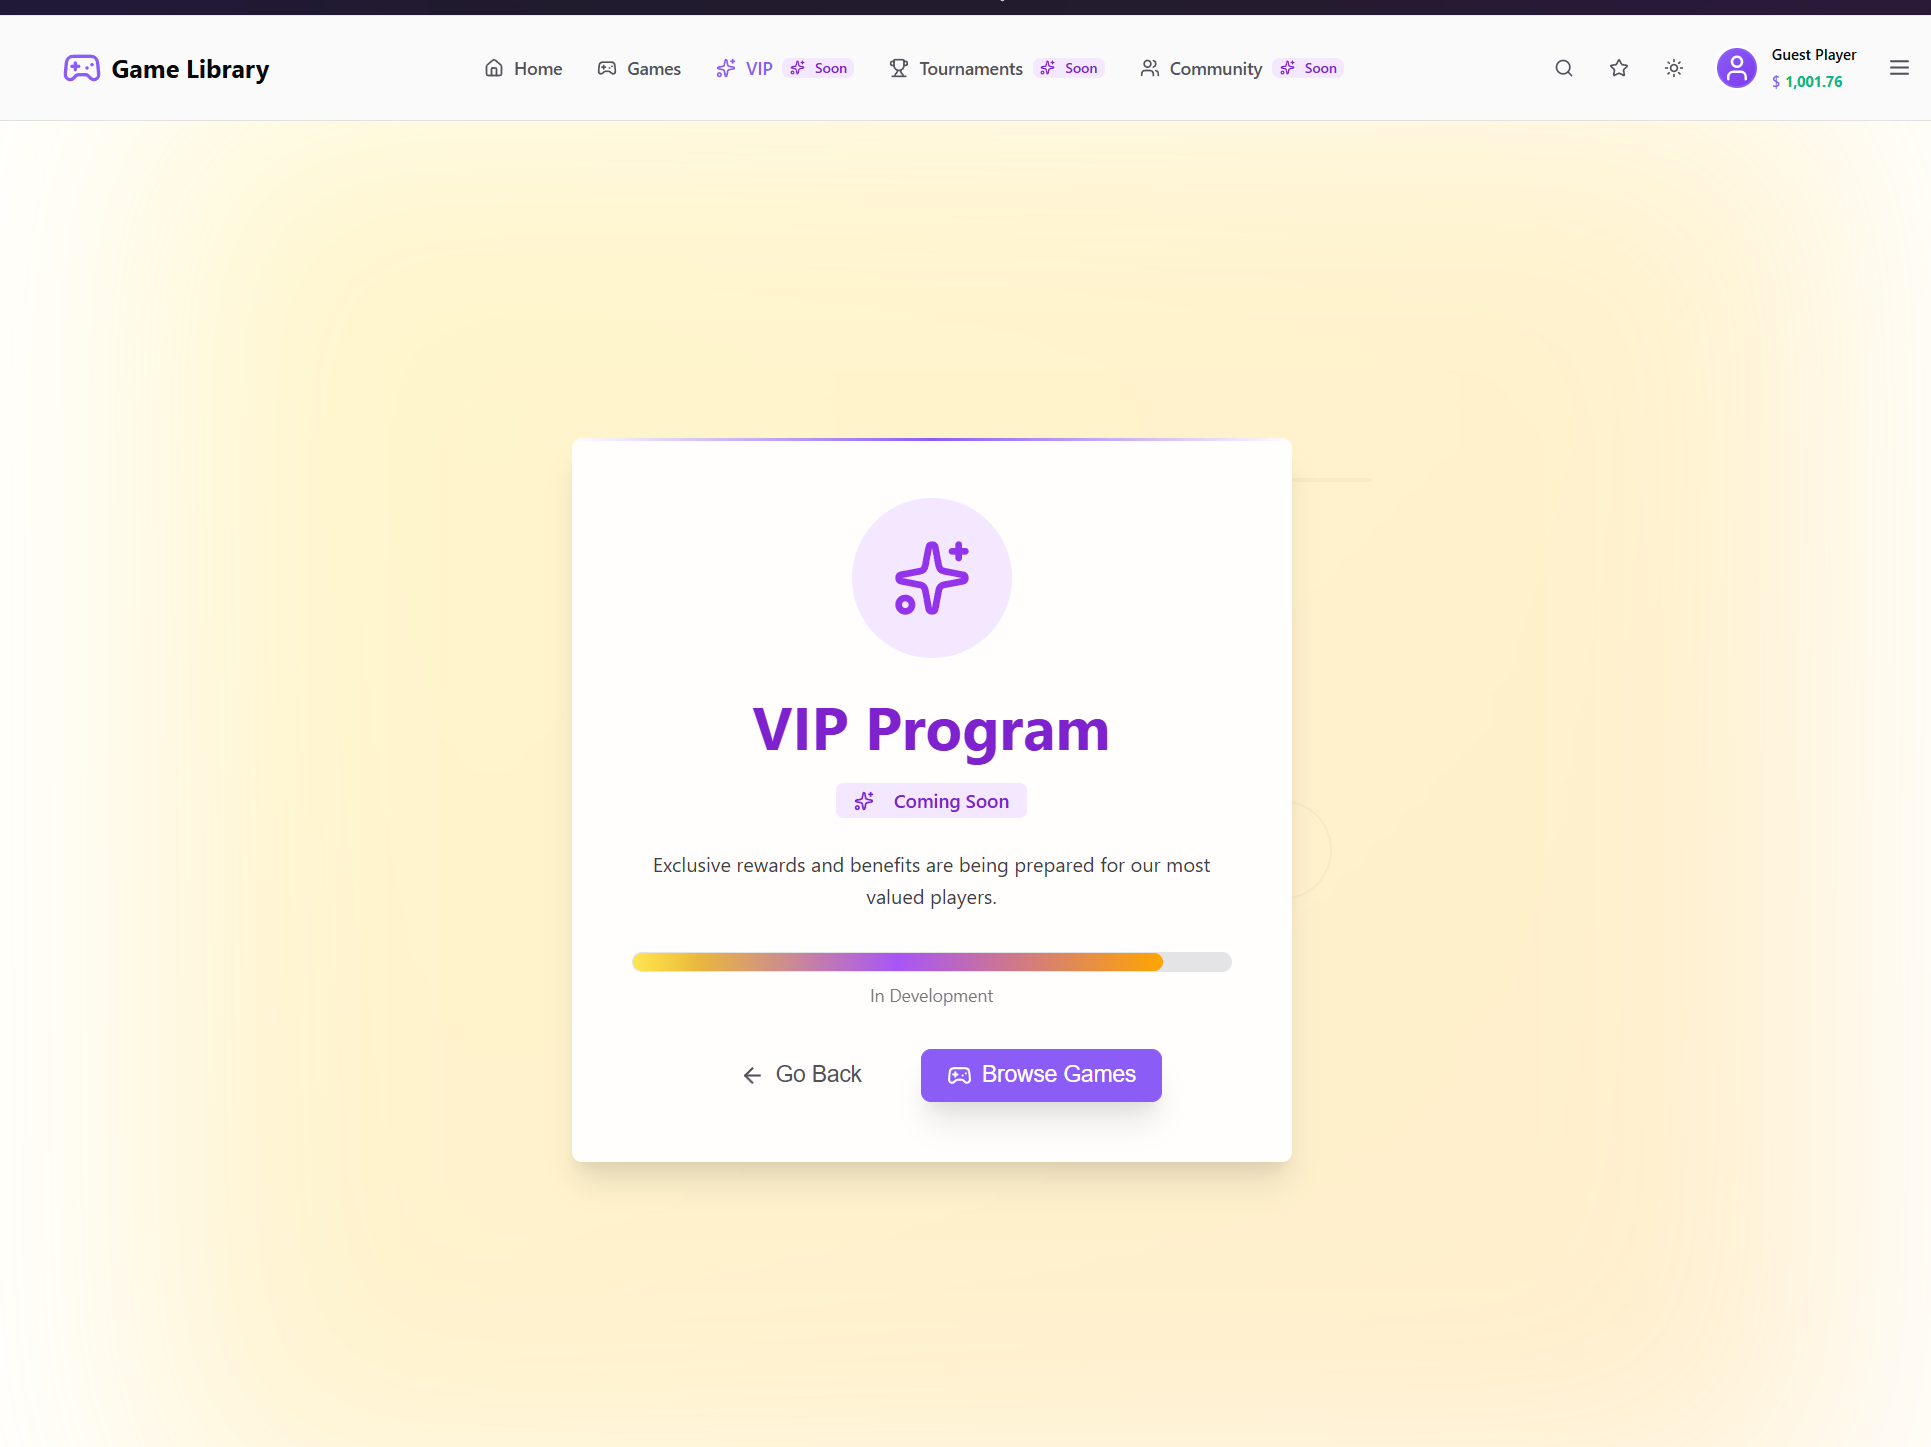 Game Library
Home
Games
VIP
Soon
Tournaments
Soon
Community
Soon
Guest Player
$ 1,001.76
VIP Program
Coming Soon
Exclusive rewards and benefits are being prepared for our most
valued players.
In Development
Go Back
Browse Games